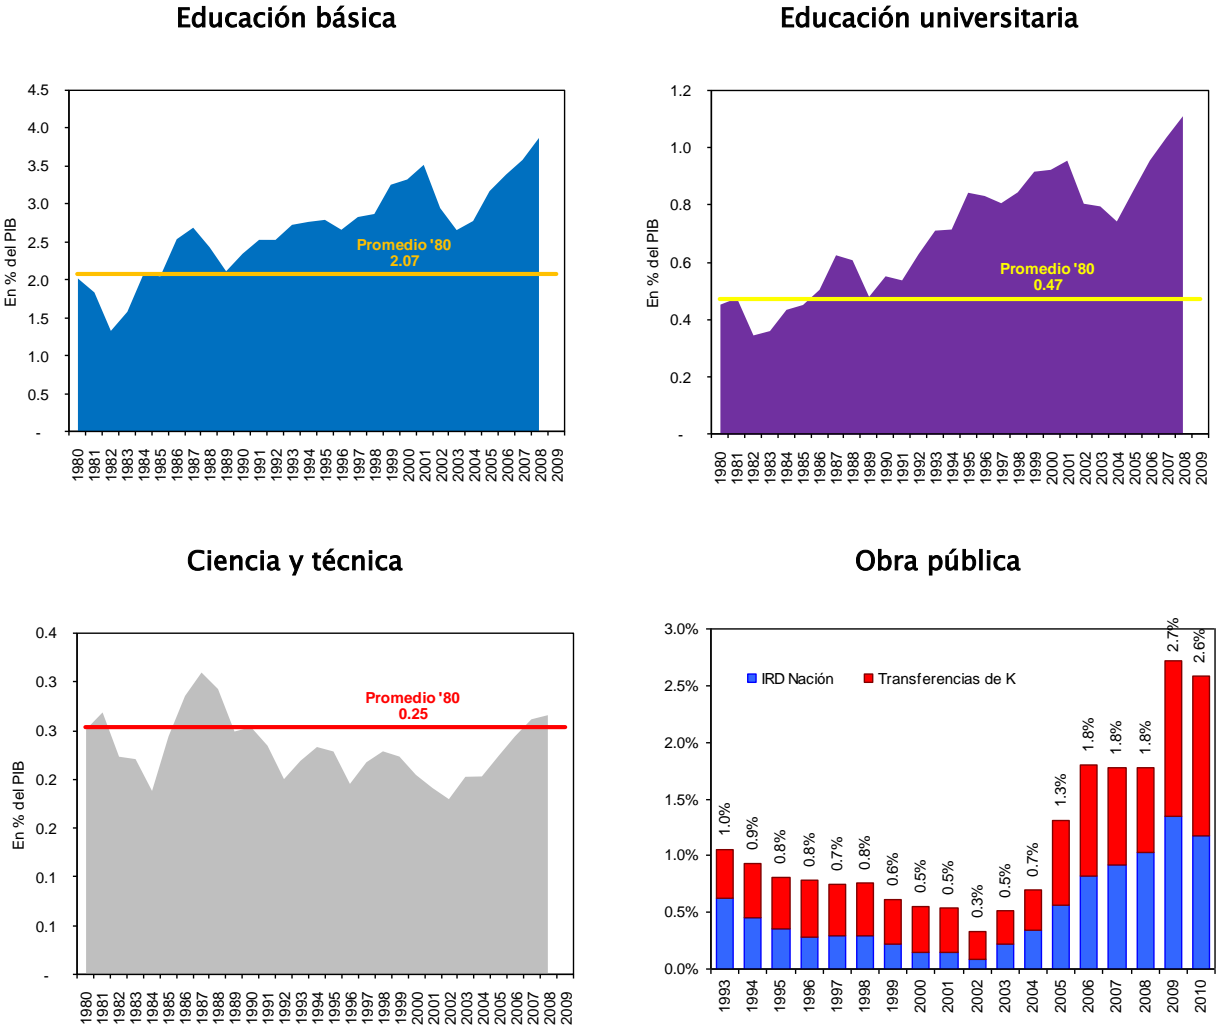 Educación básica
En % del PIB
4.5
4.0
3.5
3.0
2.5
2.0
1.5
1.0
0.5
-
Promedio '80
2.07
1980 1981 1982 1983 1984 1985 1986 1987 1988 1989 1990 1991 1992 1993 1994 1995 1996 1997 1998 1999 2000 2001 2002 2003 2004 2005 2006 2007 2008 2009
Educación universitaria
En % del PIB
1.2
1.0
0.8
0.6
0.4
0.2
-
Promedio '80
0.47
1980 1981 1982 1983 1984 1985 1986 1987 1988 1989 1990 1991 1992 1993 1994 1995 1996 1997 1998 1999 2000 2001 2002 2003 2004 2005 2006 2007 2008 2009
Ciencia y técnica
En % del PIB
0.4
0.3
0.3
0.2
0.2
0.1
0.1
-
Promedio '80
0.25
1980 1981 1982 1983 1984 1985 1986 1987 1988 1989 1990 1991 1992 1993 1994 1995 1996 1997 1998 1999 2000 2001 2002 2003 2004 2005 2006 2007 2008 2009
Obra pública
3.0%
2.5%
2.0%
1.5%
1.0%
0.5%
0.0%
IRD Nación Transferencias de K
1.0% 0.9% 0.8% 0.8% 0.7% 0.8% 0.6% 0.5% 0.5% 0.3% 0.5% 0.7% 1.3% 1.8% 1.8% 1.8% 2.7% 2.6%
1993 1994 1995 1996 1997 1998 1999 2000 2001 2002 2003 2004 2005 2006 2007 2008 2009 2010